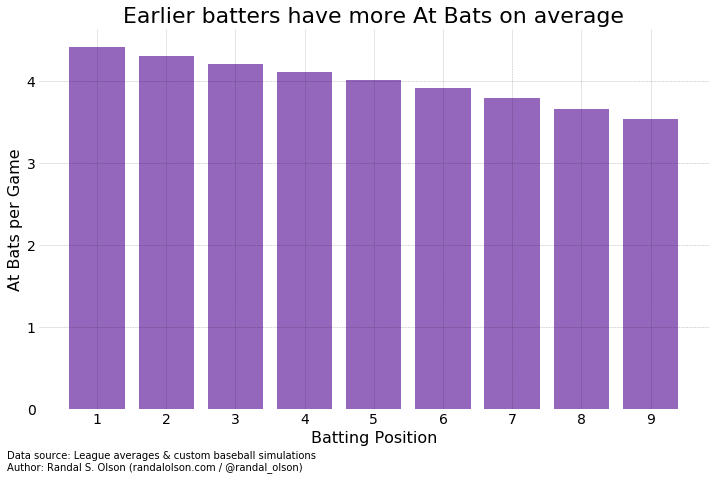 Earlier batters have more At Bats on average
4
3
2
1
0
At Bats per Game
1 2 3 4 5 6 7 8 9
Batting Position
Data source: League averages & custom baseball simulations
Author: Randal S. Olson (randalolson.com / @randal_olson)